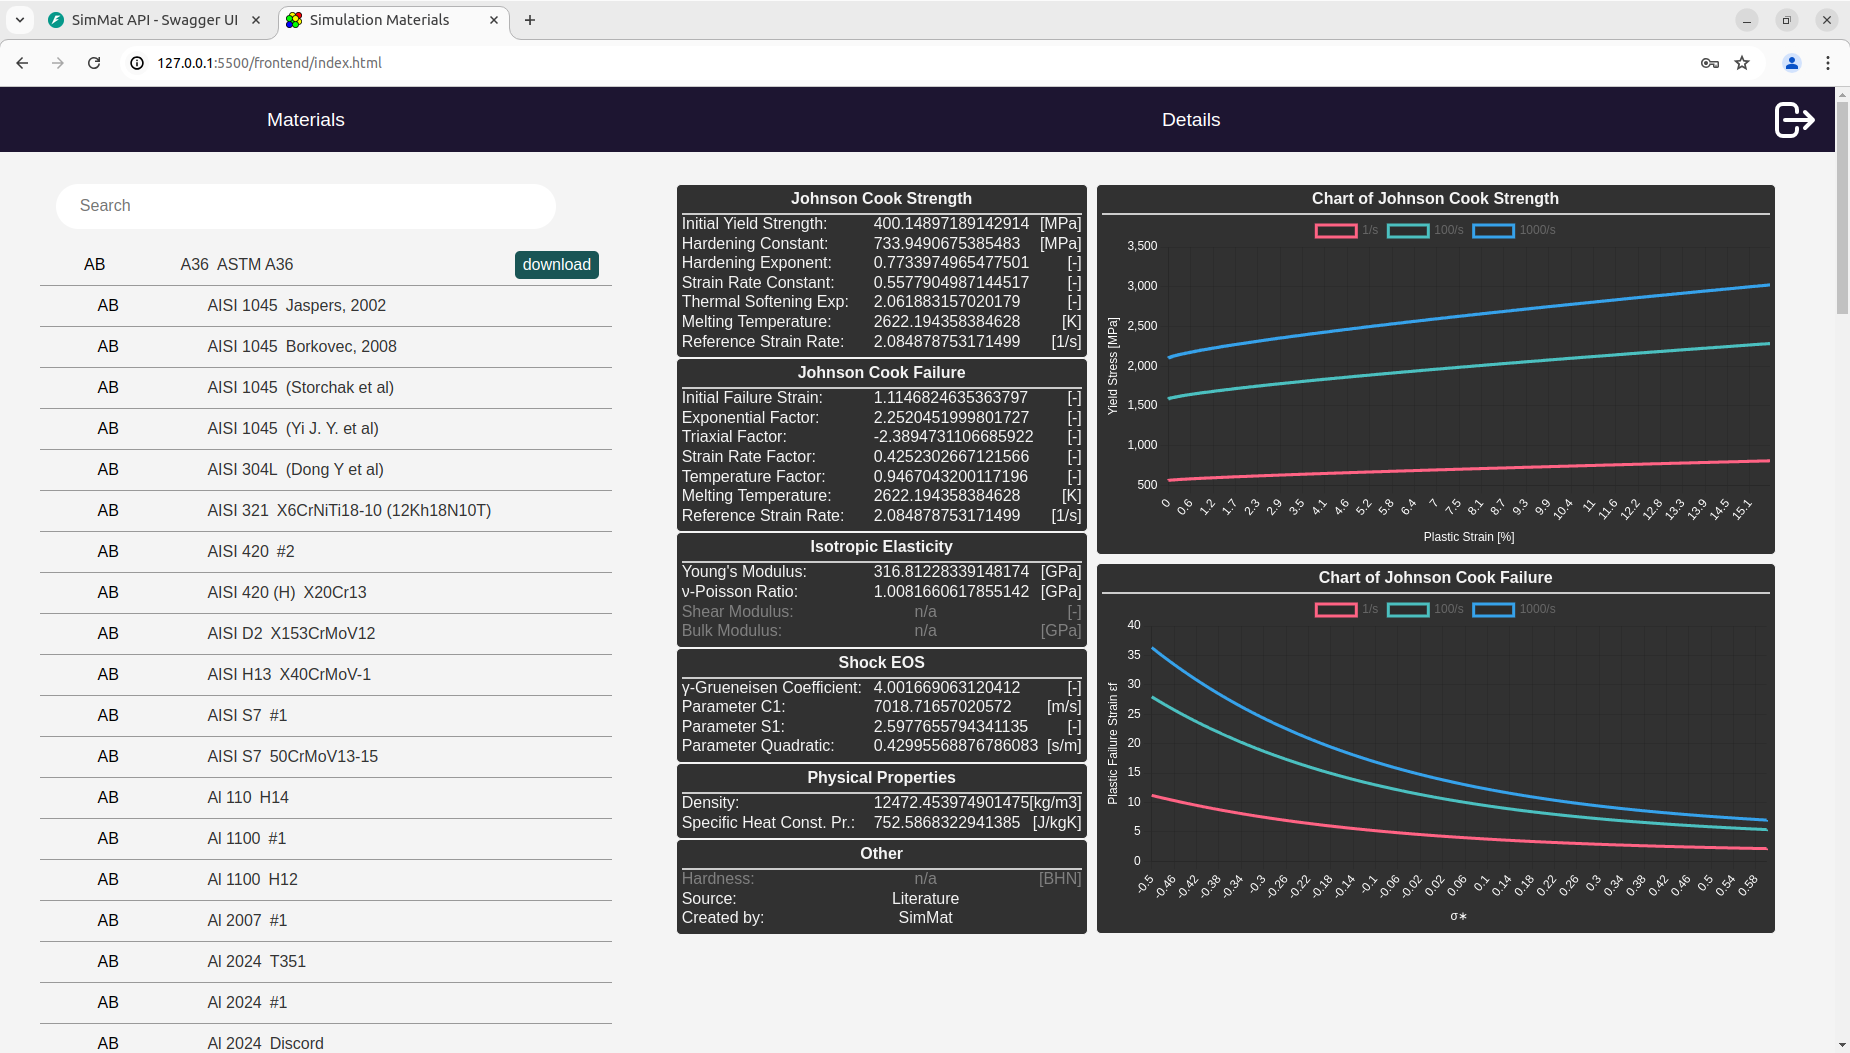 SimMat API - Swagger UI
Simulation Materials
127.0.0.1:5500/frontend/index.html
Materials
Details
Search
AB A36 ASTM A36 download
AB AISI 1045 Jaspers, 2002
AB AISI 1045 Borkovec, 2008
AB AISI 1045 (Storchak et al)
AB AISI 1045 (Yi J. Y. et al)
AB AISI 304L (Dong Y et al)
AB AISI 321 X6CrNiTi18-10 (12Kh18N10T)
AB AISI 420 #2
AB AISI 420 (H) X20Cr13
AB AISI D2 X153CrMoV12
AB AISI H13 X40CrMoV-1
AB AISI S7 #1
AB AISI S7 50CrMoV13-15
AB Al 110 H14
AB Al 1100 #1
AB Al 1100 H12
AB Al 2007 #1
AB Al 2024 T351
AB Al 2024 #1
AB Al 2024 Discord
Johnson Cook Strength
Initial Yield Strength: 400.14897189142914 [MPa]
Hardening Constant: 733.9490675385483 [MPa]
Hardening Exponent: 0.7733974965477501 [-]
Strain Rate Constant: 0.5577904987144517 [-]
Thermal Softening Exp: 2.061883157020179 [-]
Melting Temperature: 2622.194358384628 [K]
Reference Strain Rate: 2.084878753171499 [1/s]
Johnson Cook Failure
Initial Failure Strain: 1.1146824635363797 [-]
Exponential Factor: 2.2520451999801727 [-]
Triaxial Factor: -2.3894731106685922 [-]
Strain Rate Factor: 0.4252302667121566 [-]
Temperature Factor: 0.9467043200117196 [-]
Melting Temperature: 2622.194358384628 [K]
Reference Strain Rate: 2.084878753171499 [1/s]
Isotropic Elasticity
Young's Modulus: 316.81228339148174 [GPa]
ν-Poisson Ratio: 1.0081660617855142 [GPa]
Shear Modulus: n/a [-]
Bulk Modulus: n/a [GPa]
Shock EOS
γ-Grueneisen Coefficient: 4.001669063120412 [-]
Parameter C1: 7018.71657020572 [m/s]
Parameter S1: 2.5977655794341135 [-]
Parameter Quadratic: 0.42995568876786083 [s/m]
Physical Properties
Density: 12472.453974901475[kg/m3]
Specific Heat Const. Pr.: 752.5868322941385 [J/kgK]
Other
Hardness: n/a [BHN]
Source: Literature
Created by: SimMat
Chart of Johnson Cook Strength
1/s 100/s 1000/s
Yield Stress [MPa]
3,500
3,000
2,500
2,000
1,500
1,000
500
0 0.6 1.2 1.7 2.3 2.9 3.5 4.1 4.6 5.2 5.8 6.4 7 7.5 8.1 8.7 9.3 9.9 10.4 11 11.6 12.2 12.8 13.3 13.9 14.5 15.1
Plastic Strain [%]
Chart of Johnson Cook Failure
1/s 100/s 1000/s
Plastic Failure Strain εf
40
35
30
25
20
15
10
5
0
-0.5 -0.46 -0.42 -0.38 -0.34 -0.3 -0.26 -0.22 -0.18 -0.14 -0.1 -0.06 -0.02 0.02 0.06 0.1 0.14 0.18 0.22 0.26 0.3 0.34 0.38 0.42 0.46 0.5 0.54 0.58
σ∗